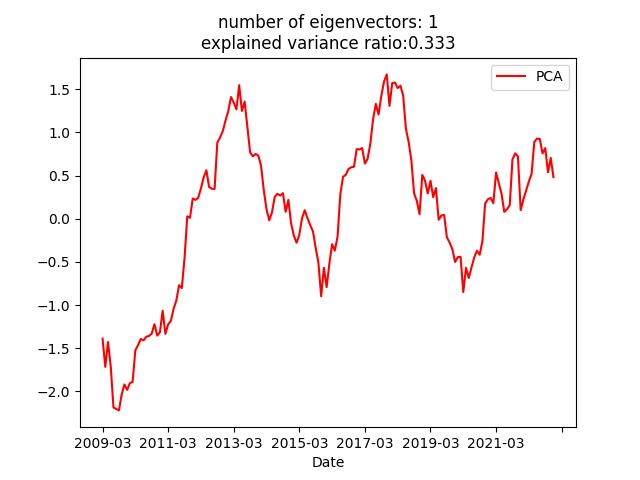 number of eigenvectors: 1
explained variance ratio:0.333
PCA
1.5
1.0
0.5
0.0
−0.5
−1.0
−1.5
−2.0
2009-03 2011-03 2013-03 2015-03 2017-03 2019-03 2021-03
Date